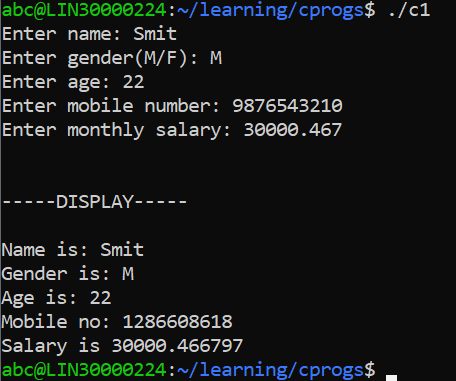 abc@LIN30000224:~/learning/cprogs$ ./c1
Enter name: Smit
Enter gender(M/F): M
Enter age: 22
Enter mobile number: 9876543210
Enter monthly salary: 30000.467
-----DISPLAY-----
Name is: Smit
Gender is: M
Age is: 22
Mobile no: 1286608618
Salary is 30000.466797
abc@LIN30000224:~/learning/cprogs$